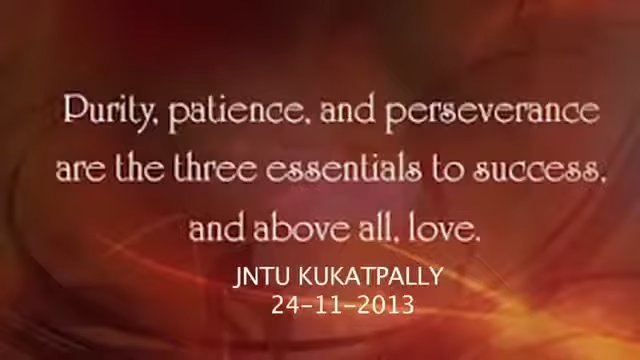 Purity, patience, and perseverance
are the three essentials to success,
and above all, love.
JNTU KUKATPALLY
24-11-2013